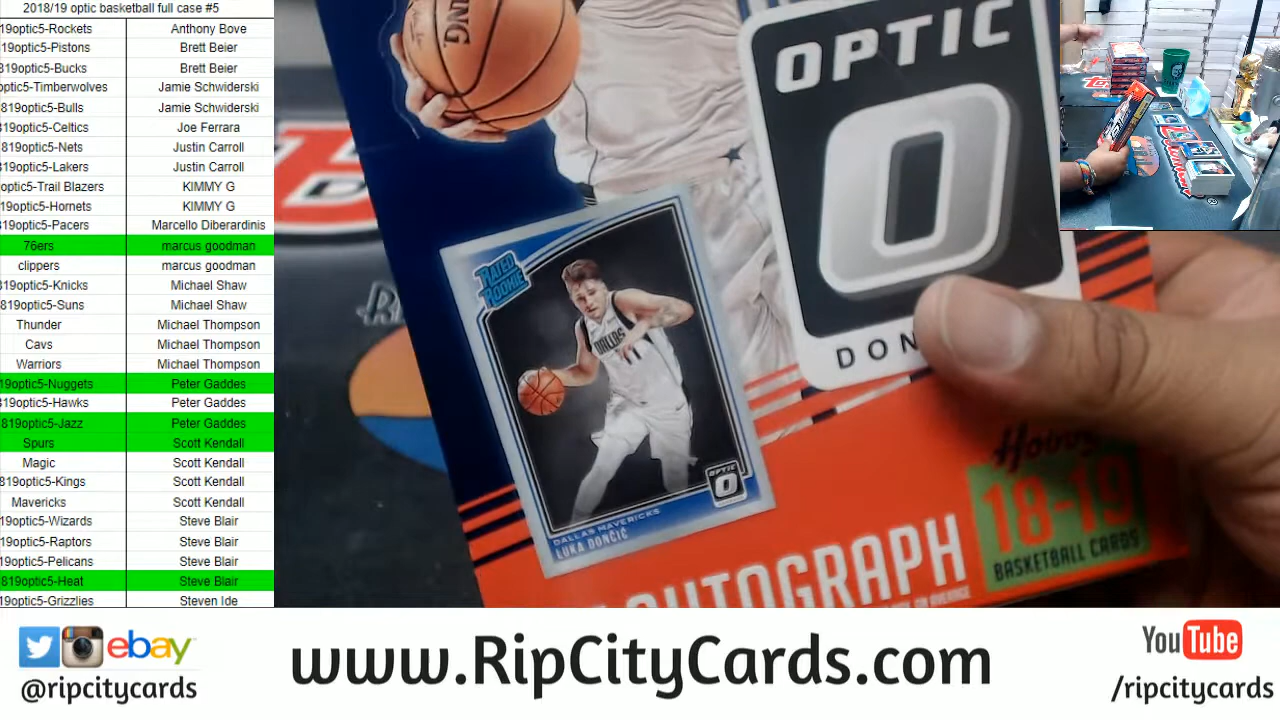 2018/19 optic basketball full case #5
19optic5-Rockets Anthony Bove
19optic5-Pistons Brett Beier
819optic5-Bucks Brett Beier
optic5-Timberwolves Jamie Schwiderski
819optic5-Bulls Jamie Schwiderski
819optic5-Celtics Joe Ferrara
819optic5-Nets Justin Carroll
819optic5-Lakers Justin Carroll
optic5-Trail Blazers KIMMY G
19optic5-Hornets KIMMY G
19optic5-Pacers Marcello Diberardinis
76ers marcus goodman
clippers marcus goodman
819optic5-Knicks Michael Shaw
819optic5-Suns Michael Shaw
Thunder Michael Thompson
Cavs Michael Thompson
Warriors Michael Thompson
19optic5-Nuggets Peter Gaddes
819optic5-Hawks Peter Gaddes
819optic5-Jazz Peter Gaddes
Spurs Scott Kendall
Magic Scott Kendall
819optic5-Kings Scott Kendall
Mavericks Scott Kendall
19optic5-Wizards Steve Blair
19optic5-Raptors Steve Blair
19optic5-Pelicans Steve Blair
819optic5-Heat Steve Blair
19optic5-Grizzlies Steven Ide
OPTIC
O
DON
RATED
ROOKIE
DALLAS
11
OPTIC
O
DALLAS MAVERICKS
LUKA DONČIĆ
AUTOGRAPH
18-19
BASKETBALL CARDS
ebay
@ripcitycards
www.RipCityCards.com
YouTube
/ripcitycards